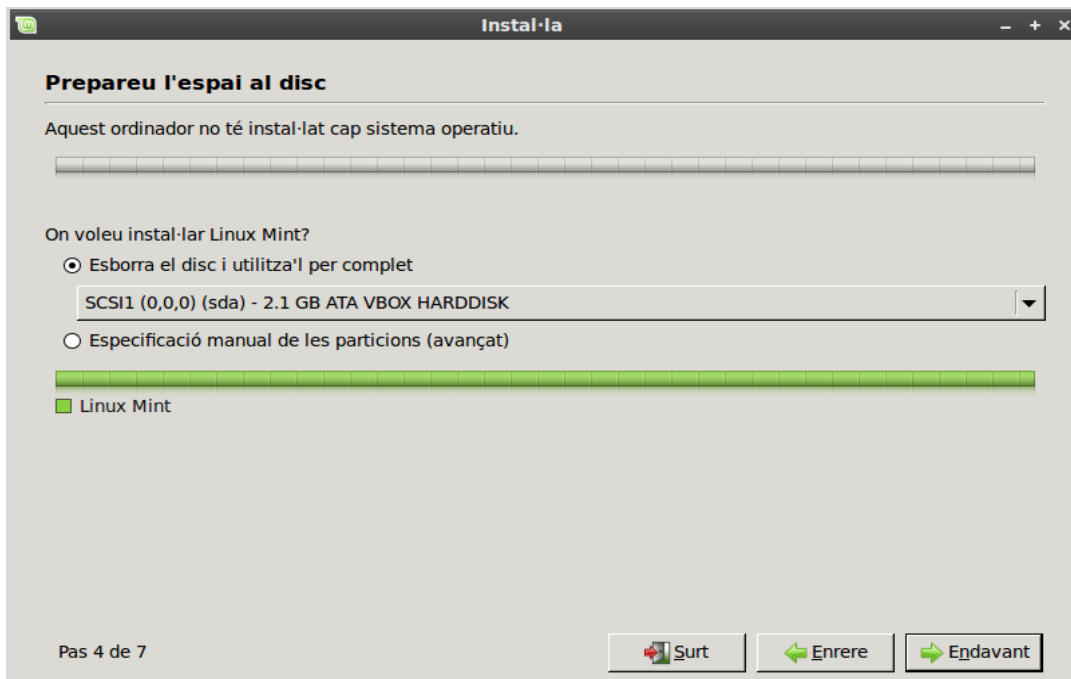 Instal·la
Prepareu l'espai al disc
Aquest ordinador no té instal·lat cap sistema operatiu.
On voleu instal·lar Linux Mint?
Esborra el disc i utilitza'l per complet
SCSI1 (0,0,0) (sda) - 2.1 GB ATA VBOX HARDDISK
Especificació manual de les particions (avançat)
Linux Mint
Pas 4 de 7 Surt Enrere Endavant